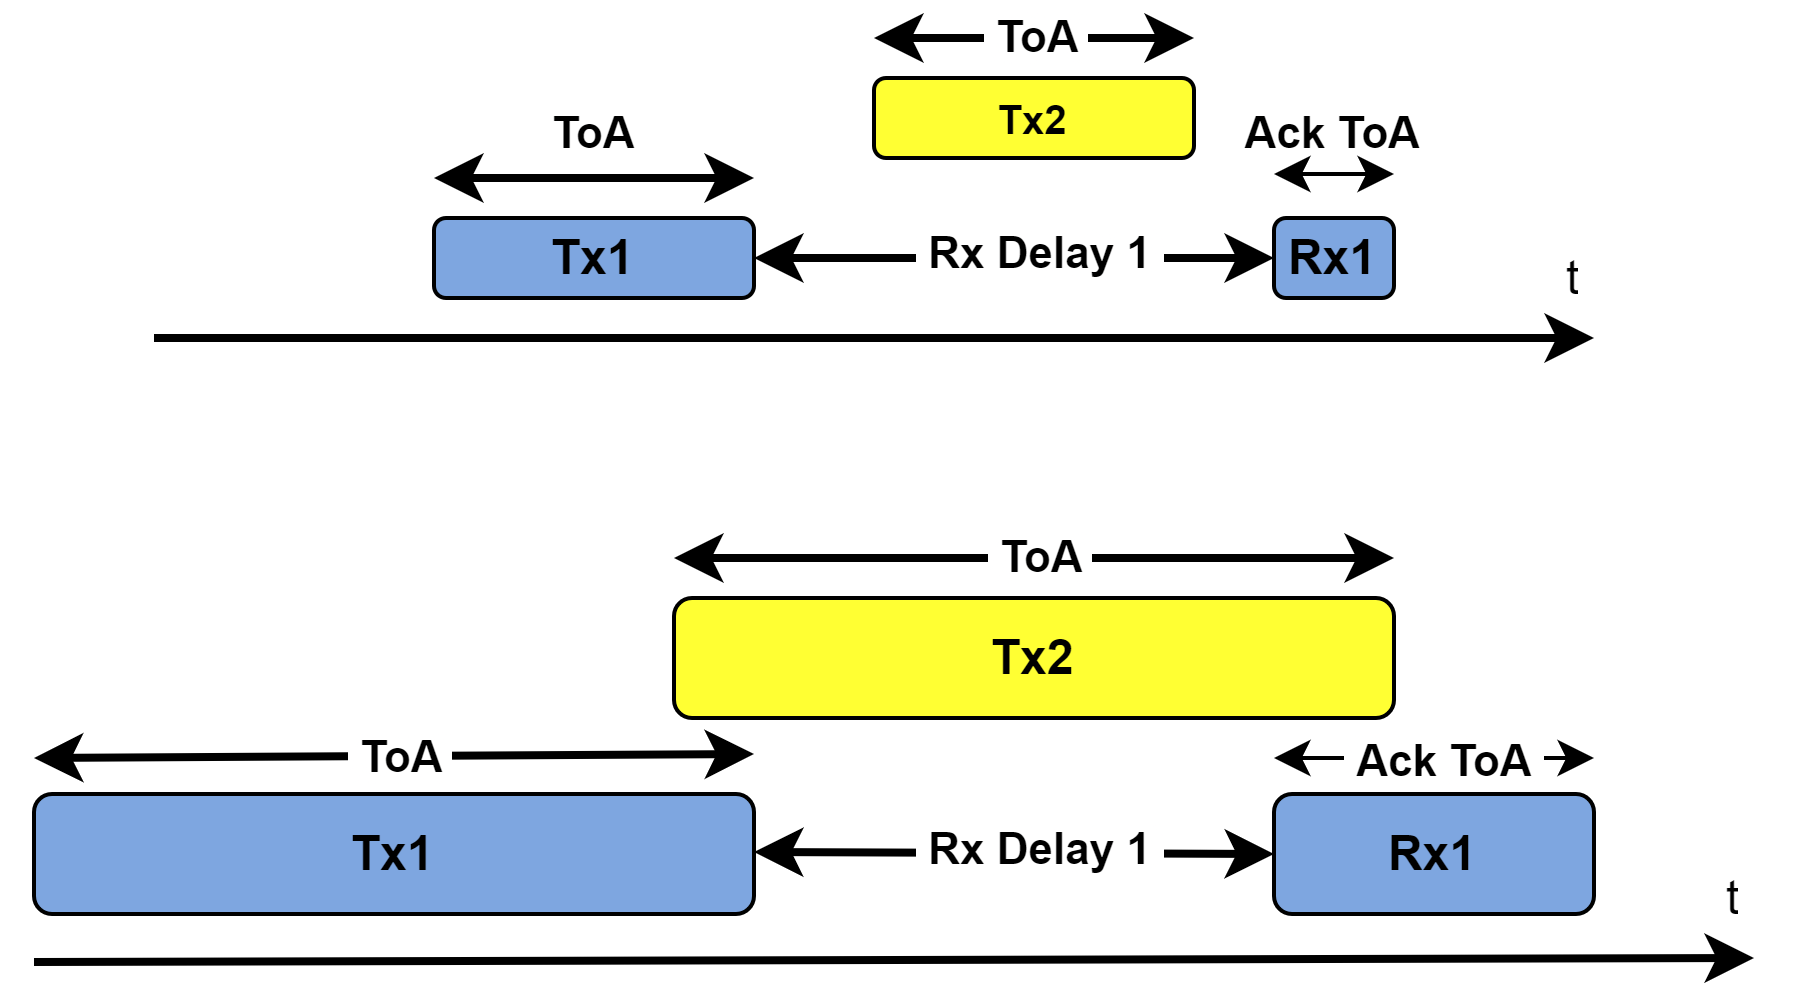 ToA
Tx2
ToA
Ack ToA
Tx1
Rx Delay 1
Rx1
t
ToA
Tx2
ToA
Ack ToA
Tx1
Rx Delay 1
Rx1
t